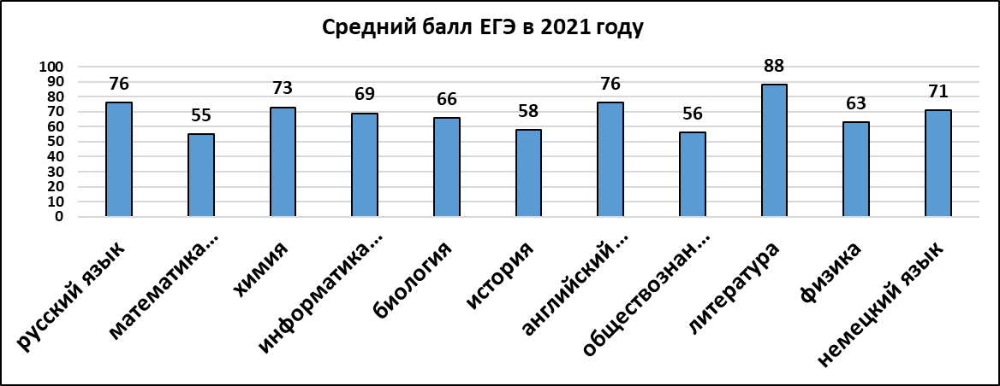 Средний балл ЕГЭ в 2021 году
100
90
80
70
60
50
40
30
20
10
0
76
55
73
69
66
58
76
56
88
63
71
русский язык
математика...
химия
информатика...
биология
история
английский...
обществознан...
литература
физика
немецкий язык